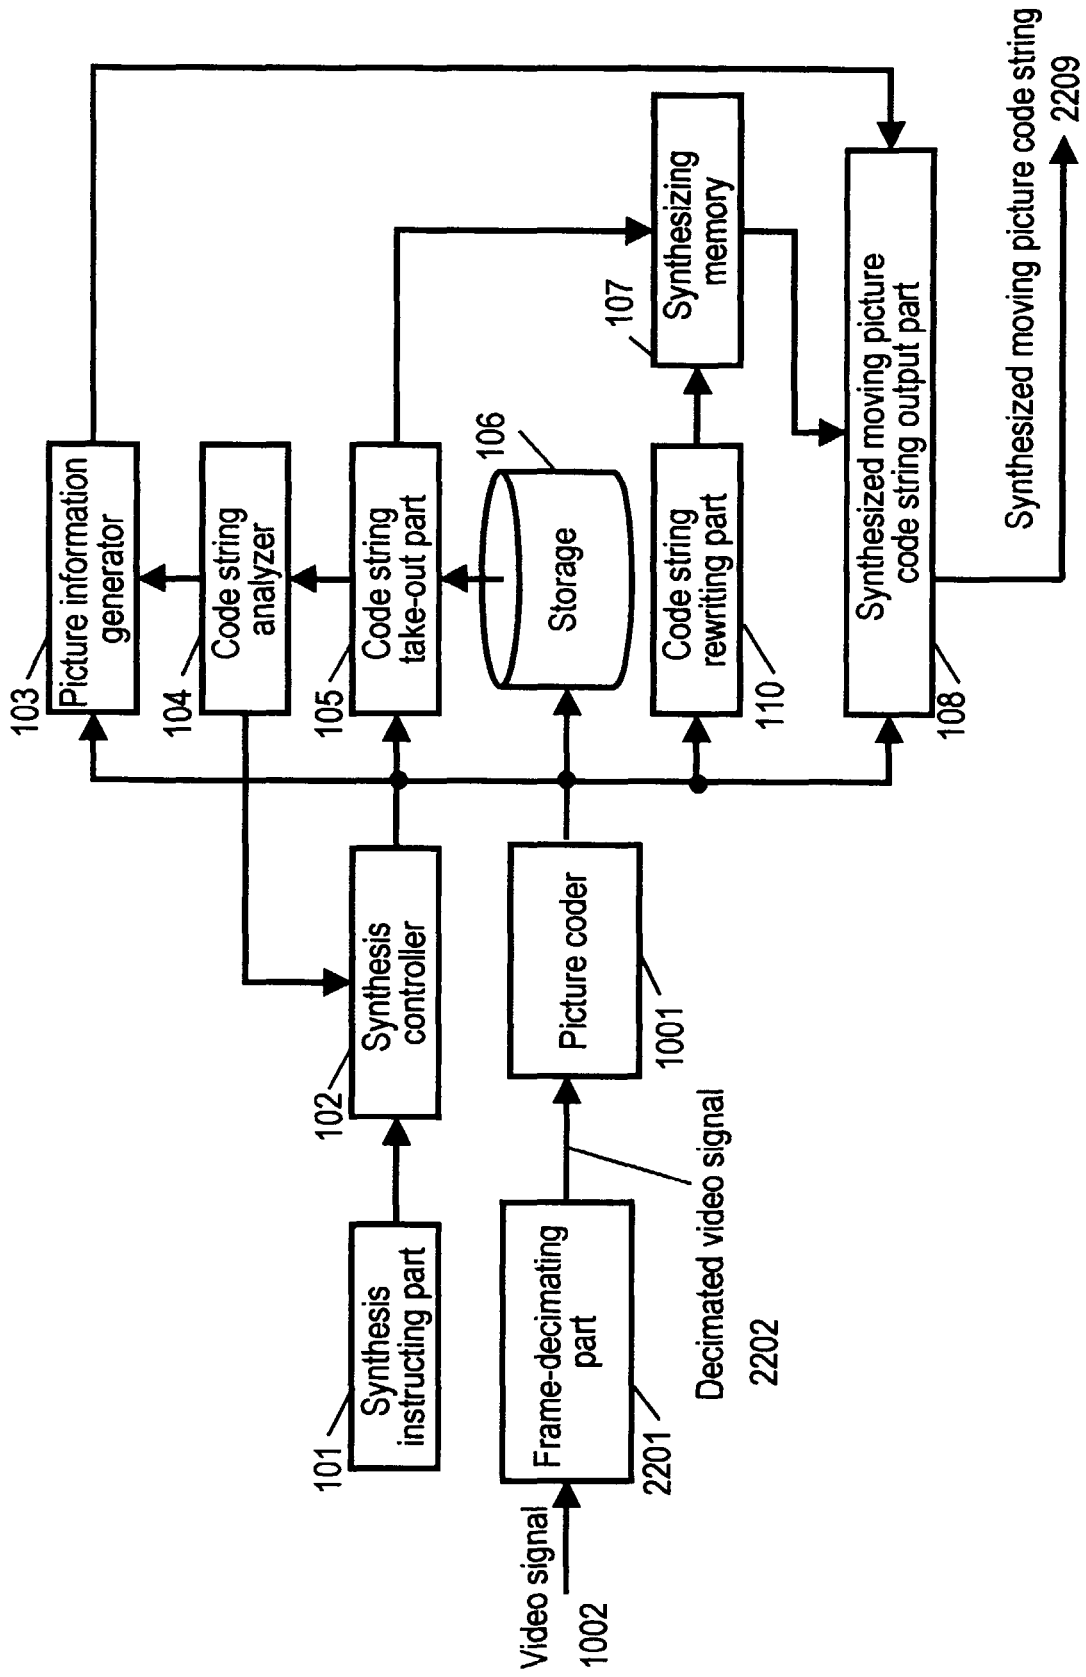 103
Picture information
generator
104
Code string
analyzer
101
Synthesis
instructing part
102
Synthesis
controller
105
Code string
take-out part
106
Storage
Video signal
1002
Frame-decimating
part
2201
Decimated video signal
2202
Picture coder
1001
Code string
rewriting part
110
107
Synthesizing
memory
Synthesized moving picture
code string output part
108
Synthesized moving picture code string
2209